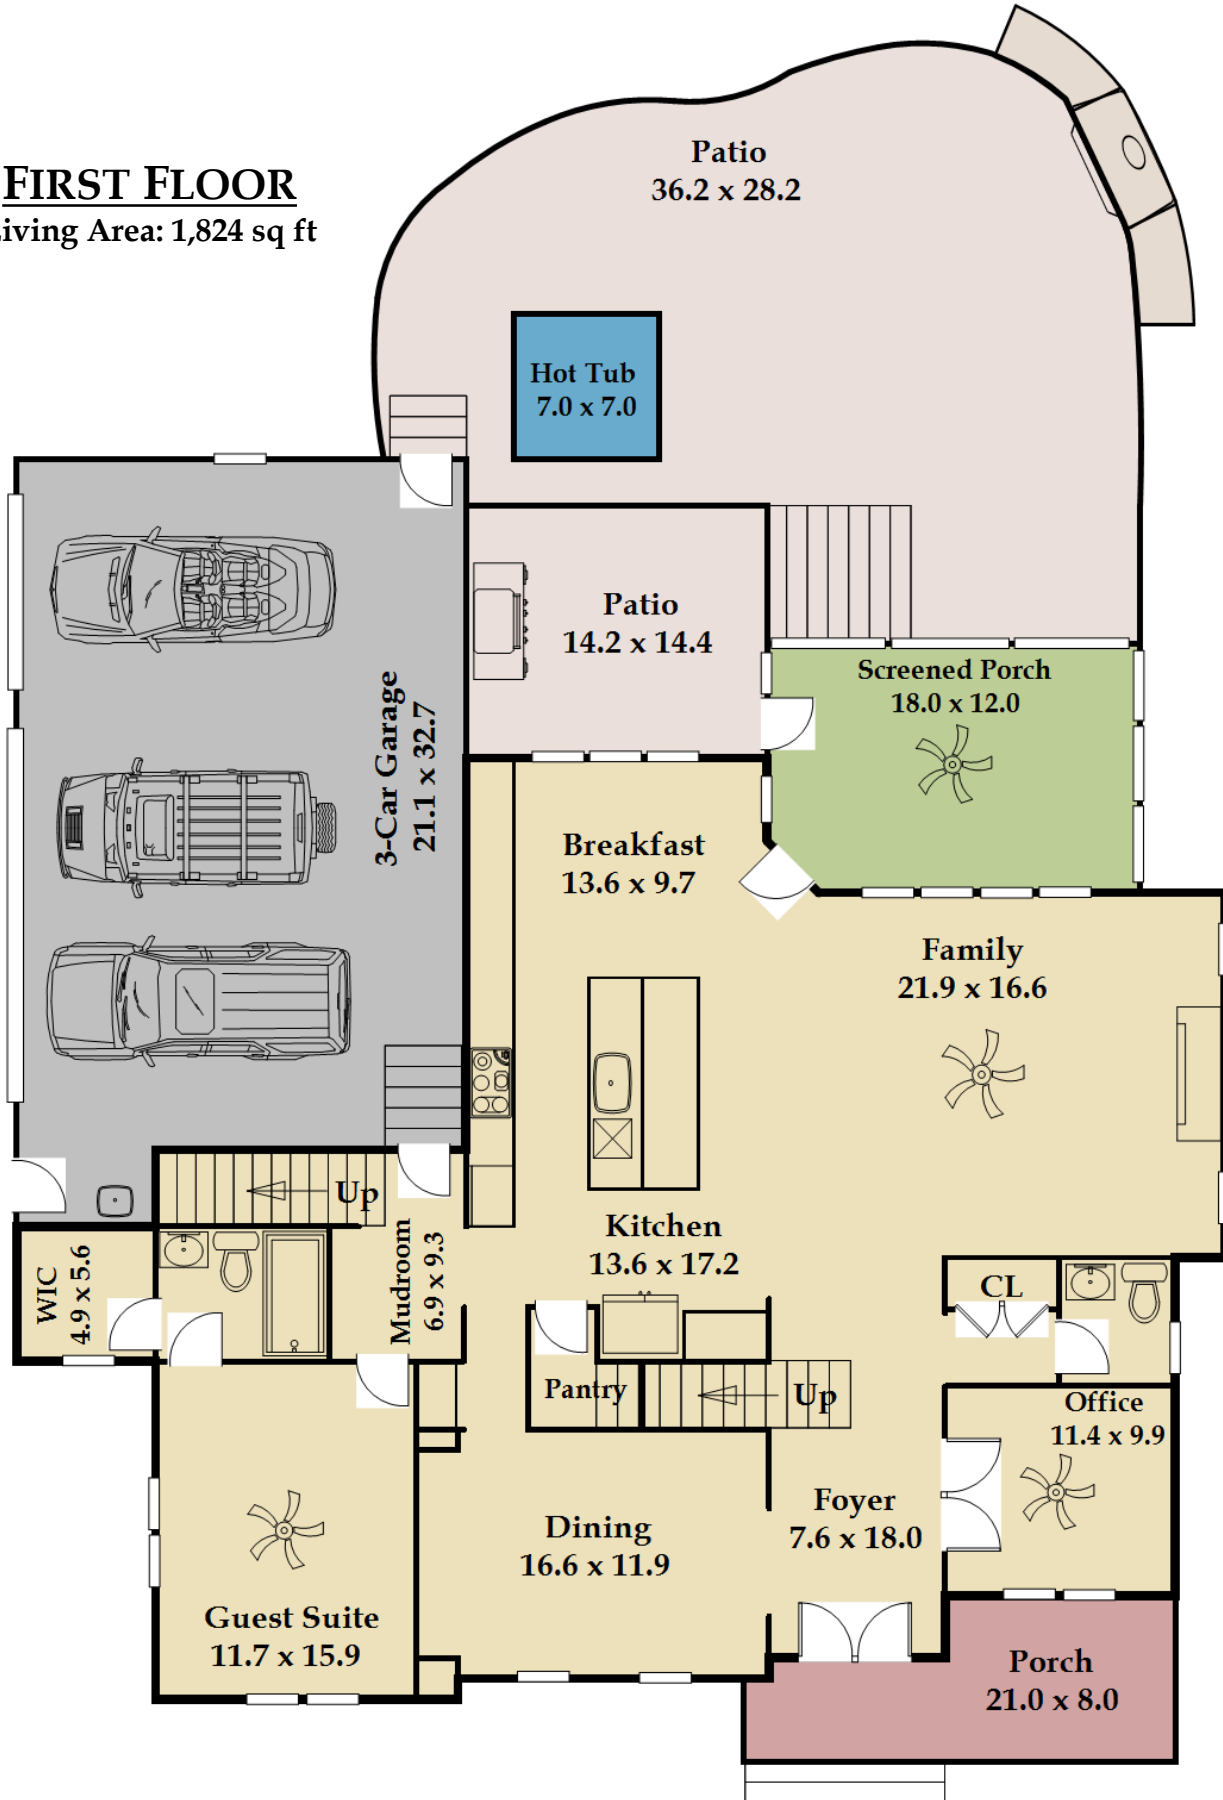 FIRST FLOOR
Living Area: 1,824 sq ft
Patio
36.2 x 28.2
Hot Tub
7.0 x 7.0
Patio
14.2 x 14.4
Screened Porch
18.0 x 12.0
3-Car Garage
21.1 x 32.7
Breakfast
13.6 x 9.7
Family
21.9 x 16.6
Up
Kitchen
13.6 x 17.2
Mudroom
6.9 x 9.3
WIC
4.9 x 5.6
CL
Pantry
Up
Office
11.4 x 9.9
Foyer
7.6 x 18.0
Dining
16.6 x 11.9
Guest Suite
11.7 x 15.9
Porch
21.0 x 8.0